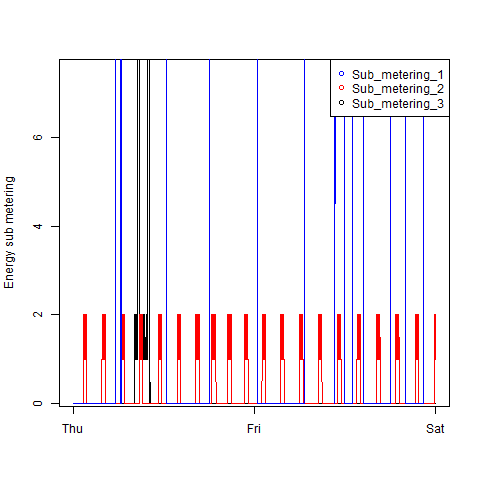 Sub_metering_1
Sub_metering_2
Sub_metering_3
Energy sub metering
6
4
2
0
Thu Fri Sat